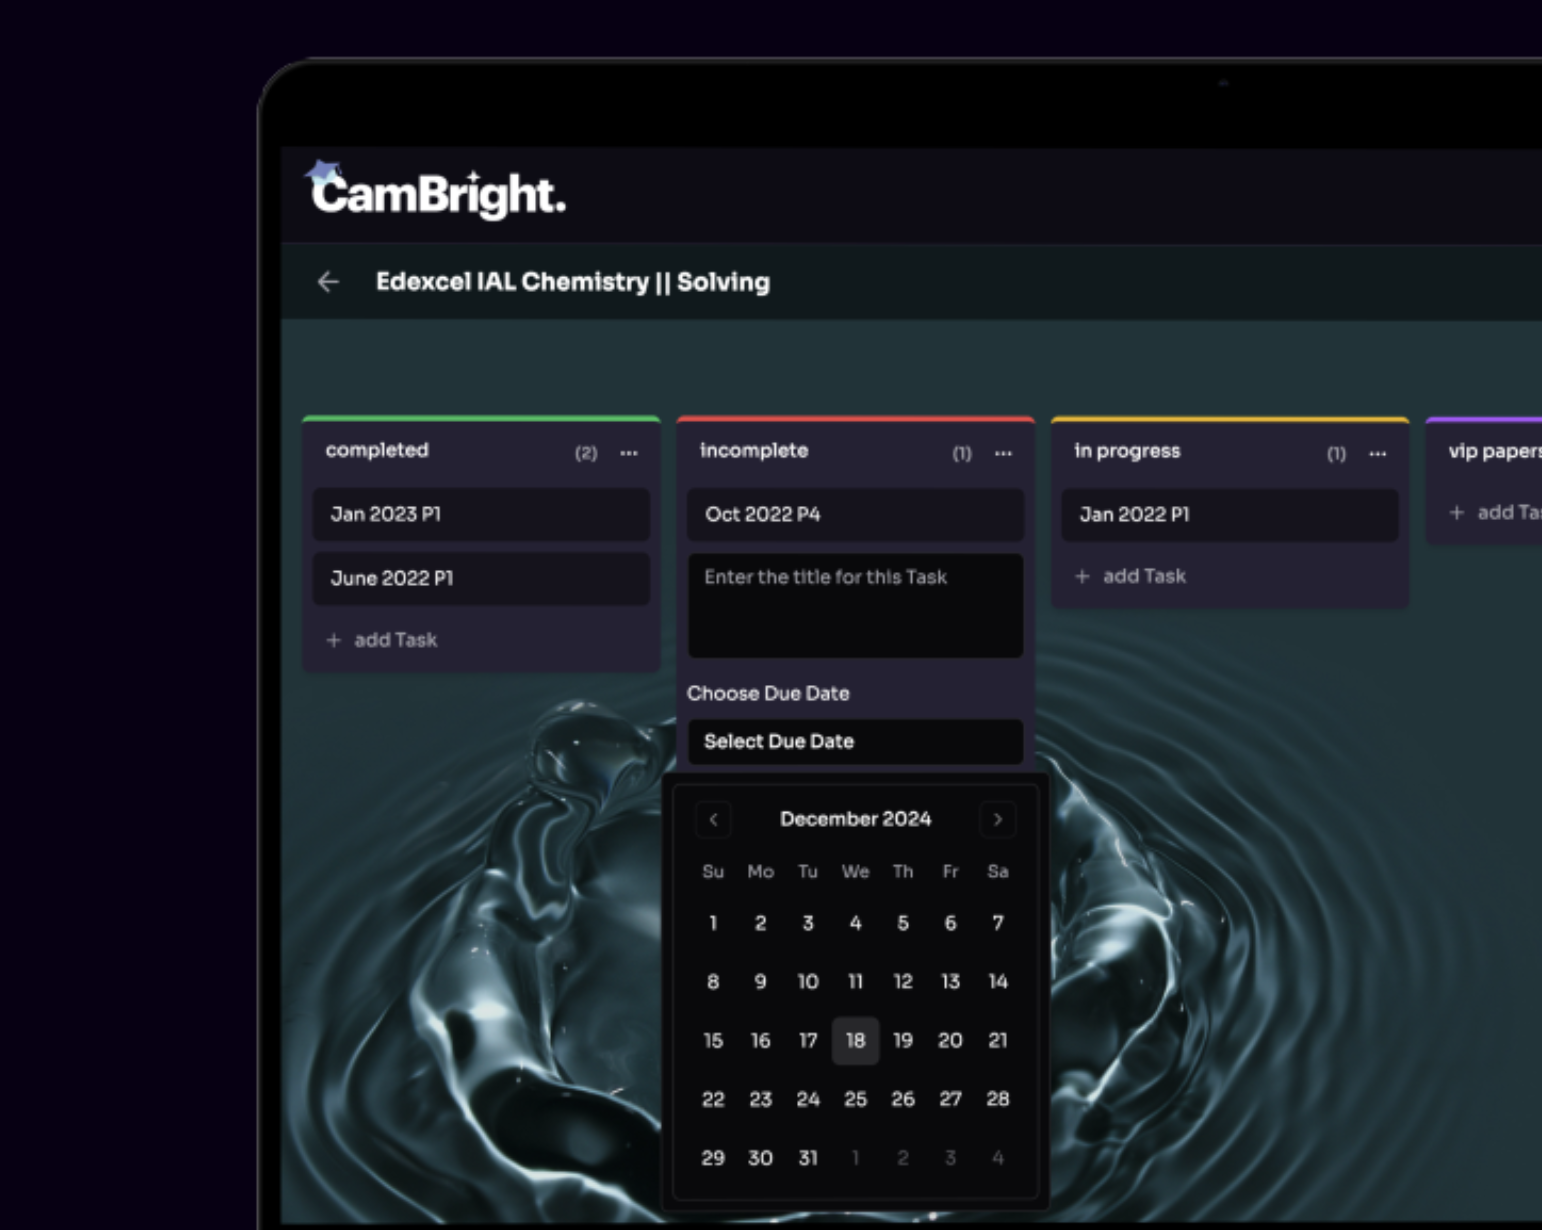 CamBright.
Edexcel IAL Chemistry || Solving
completed (2) ...
Jan 2023 P1
June 2022 P1
+ add Task
incomplete (1) ...
Oct 2022 P4
Enter the title for this Task
Choose Due Date
Select Due Date
December 2024
Su Mo Tu We Th Fr Sa
1 2 3 4 5 6 7
8 9 10 11 12 13 14
15 16 17 18 19 20 21
22 23 24 25 26 27 28
29 30 31 1 2 3 4
in progress (1) ...
Jan 2022 P1
+ add Task
vip papers
+ add Tas